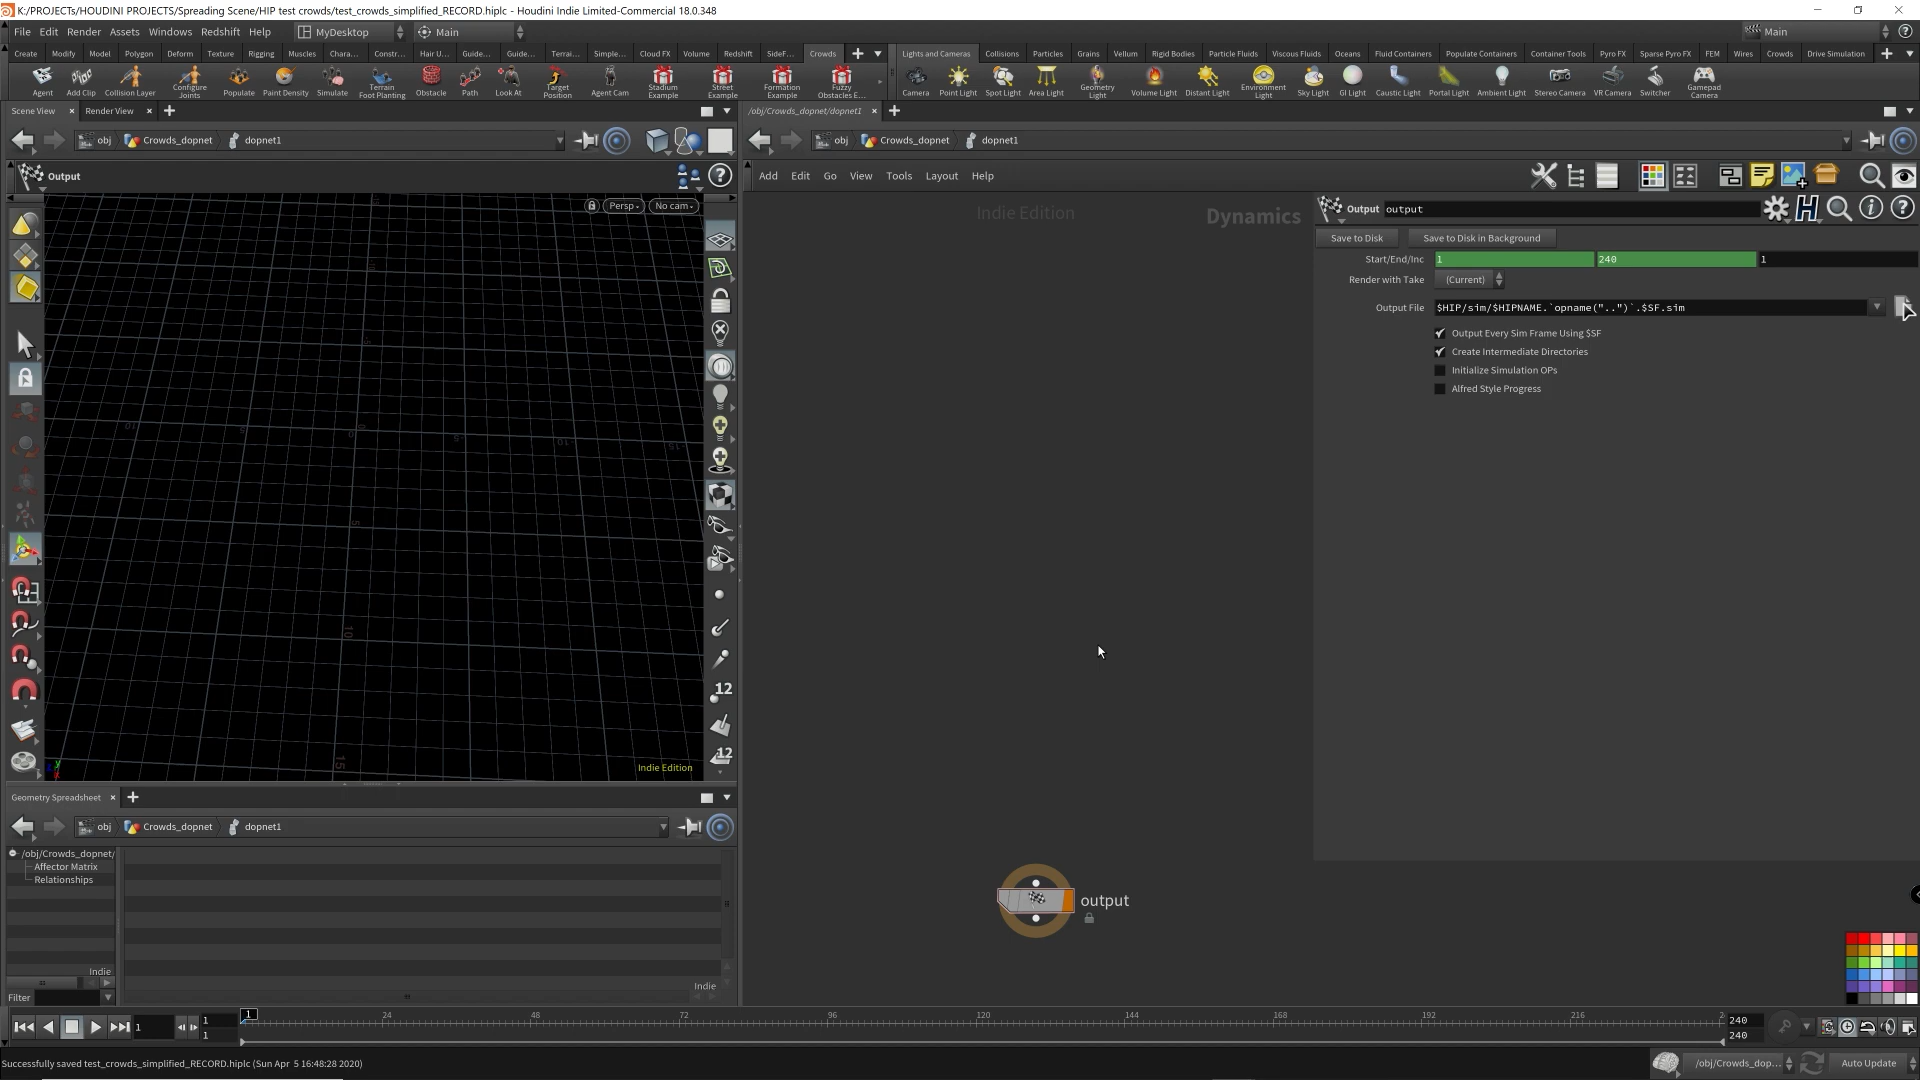 K:/PROJECTs/HOUDINI PROJECTS/Spreading Scene/HIP test crowds/test_crowds_simplified_RECORD.hiplc - Houdini Indie Limited-Commercial 18.0.348
File Edit Render Assets Windows Redshift Help MyDesktop Main Main
Create Modify Model Polygon Deform Texture Rigging Muscles Chara... Constr... Hair U... Guide... Guide... Terrai... Simple... Cloud FX Volume Redshift SideF... Crowds
Lights and Cameras Collisions Particles Grains Vellum Rigid Bodies Particle Fluids Viscous Fluids Oceans Fluid Containers Populate Containers Container Tools Pyro FX Sparse Pyro FX FEM Wires Crowds Drive Simulation
Agent Add Clip Collision Layer Configure Joints Populate Paint Density Simulate Terrain Foot Planting Obstacle Path Look At Target Position Agent Cam Stadium Example Street Example Formation Example Fuzzy Obstacles E...
Camera Point Light Spot Light Area Light Geometry Light Volume Light Distant Light Environment Light Sky Light GI Light Caustic Light Portal Light Ambient Light Stereo Camera VR Camera Switcher Gamepad Camera
Scene View Render View
/obj/Crowds_dopnet/dopnet1
obj Crowds_dopnet dopnet1
obj Crowds_dopnet dopnet1
Output
Add Edit Go View Tools Layout Help
Persp No cam
Indie Edition
Dynamics
Output output
Save to Disk Save to Disk in Background
Start/End/Inc 1 240 1
Render with Take (Current)
Output File $HIP/sim/$HIPNAME.`opname("..")`.$SF.sim
Output Every Sim Frame Using $SF
Create Intermediate Directories
Initialize Simulation OPs
Alfred Style Progress
12
12
Indie Edition
Geometry Spreadsheet
obj Crowds_dopnet dopnet1
/obj/Crowds_dopnet/
Affector Matrix
Relationships
Indie
Indie
Filter
output
1 1 1 1 24 48 72 96 120 144 168 192 216 2 240 240
Successfully saved test_crowds_simplified_RECORD.hiplc (Sun Apr 5 16:48:28 2020)
/obj/Crowds_dop... Auto Update